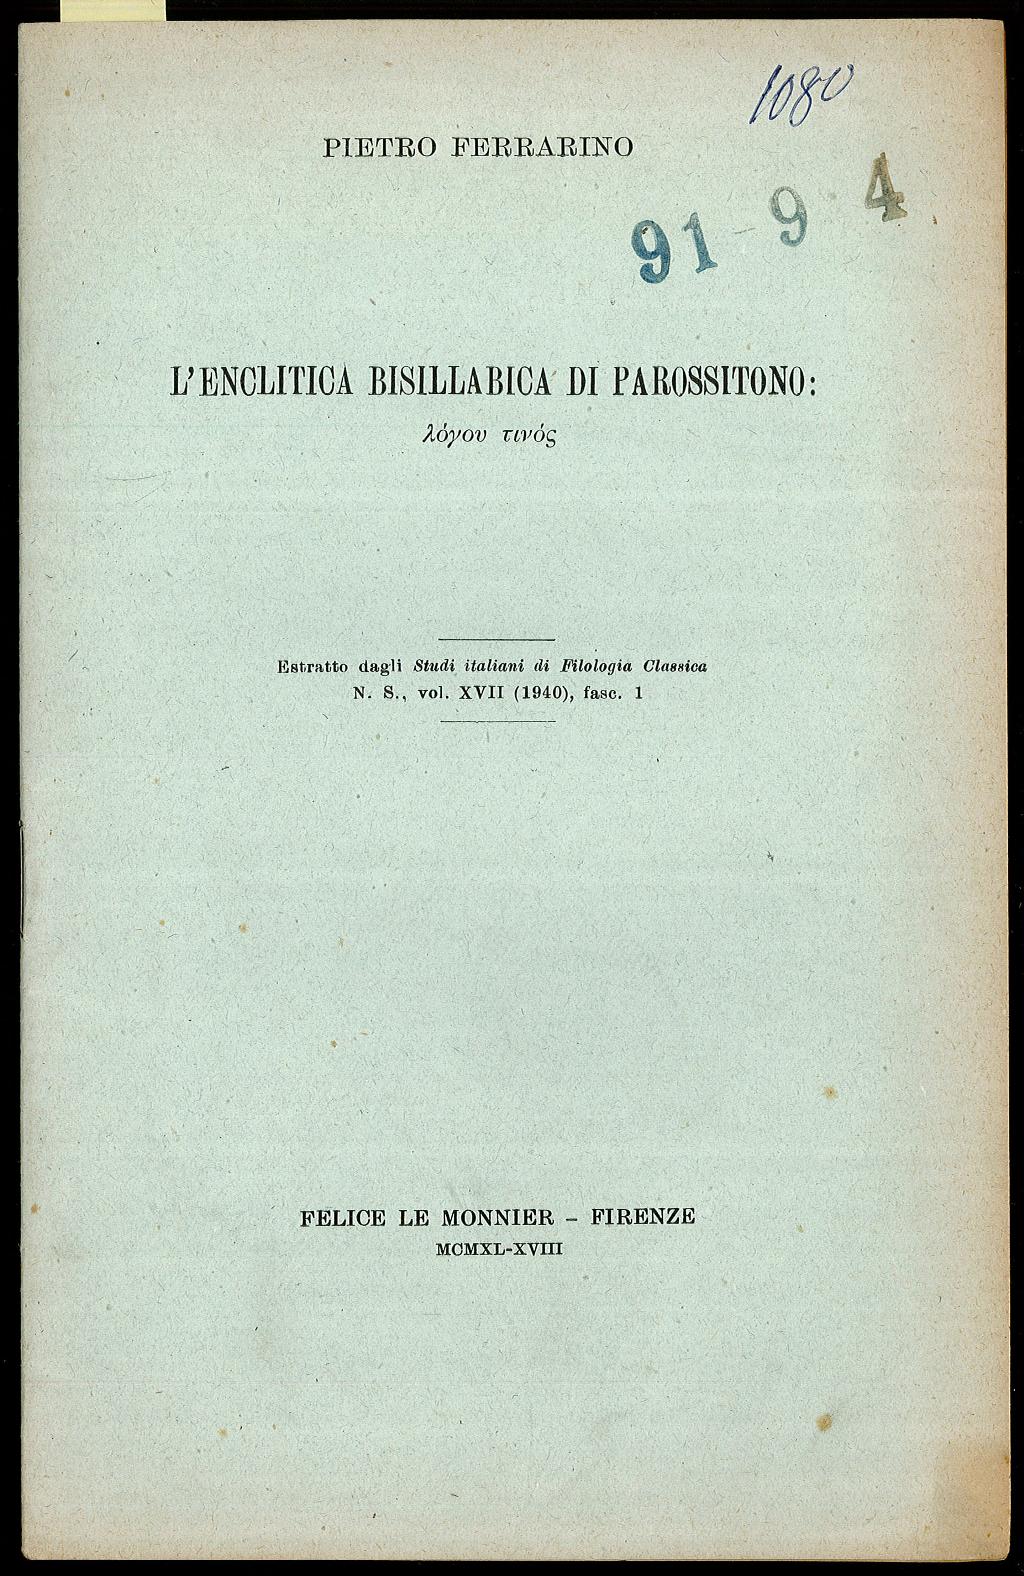 1080
PIETRO FERRARINO
91-9 4
L'ENCLITICA BISILLABICA DI PAROSSITONO:
λόγου τινός
Estratto dagli Studi italiani di Filologia Classica
N. S., vol. XVII (1940), fasc. 1
FELICE LE MONNIER – FIRENZE
MCMXL-XVIII